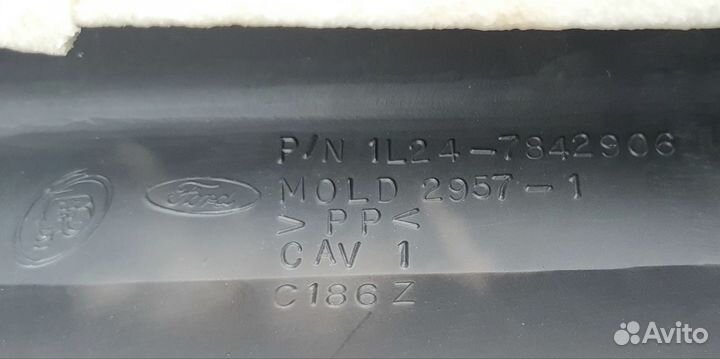 P/N 1L24-7842906
Ford
MOLD 2957-1
>PP<
CAV 1
C186Z
Avito